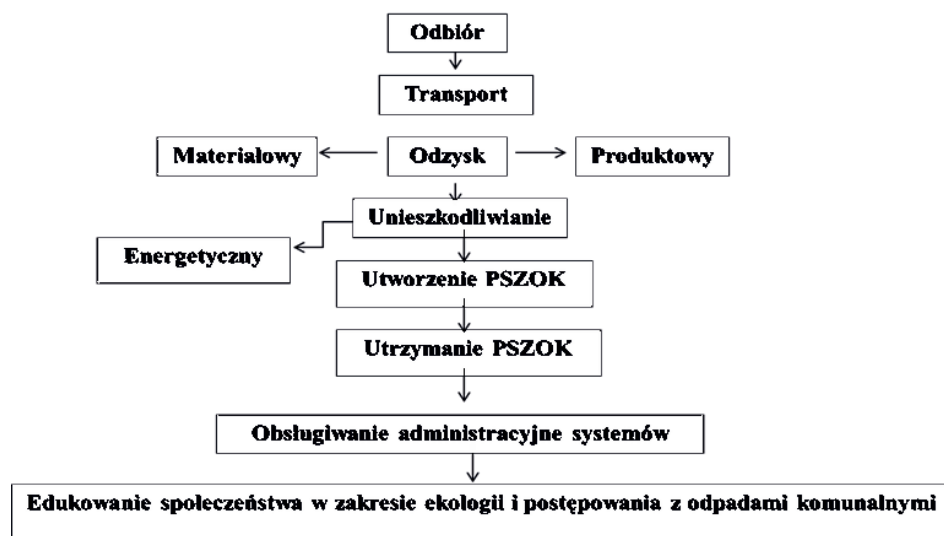 Odbiór
Transport
Materiałowy
Odzysk
Produktowy
Unieszkodliwianie
Energetyczny
Utworzenie PSZOK
Utrzymanie PSZOK
Obsługiwanie administracyjne systemów
Edukowanie społeczeństwa w zakresie ekologii i postępowania z odpadami komunalnymi